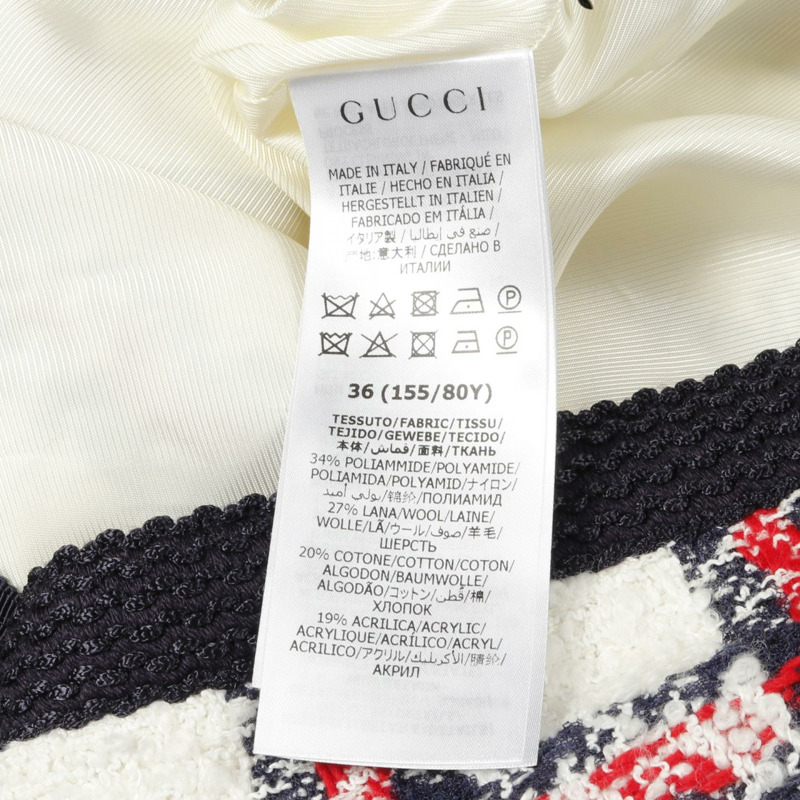 GUCCI
MADE IN ITALY / FABRIQUÉ EN
ITALIE / HECHO EN ITALIA /
HERGESTELLT IN ITALIEN /
FABRICADO EM ITÁLIA /
イタリア製 / صنع في إيطاليا /
产地:意大利 / СДЕЛАНО В
ИТАЛИИ
P
P
36 (155/80Y)
TESSUTO/FABRIC/TISSU/
TEJIDO/GEWEBE/TECIDO/
本体/قماش/面料/ТКАНЬ
34% POLIAMMIDE/POLYAMIDE/
POLIAMIDA/POLYAMID/ナイロン/
بولي أميد/锦纶/ПОЛИАМИД
27% LANA/WOOL/LAINE/
WOLLE/LÃ/ウール/صوف/羊毛/
ШЕРСТЬ
20% COTONE/COTTON/COTON/
ALGODON/BAUMWOLLE/
ALGODÃO/コットン/قطن/棉/
ХЛОПОК
19% ACRILICA/ACRYLIC/
ACRYLIQUE/ACRÍLICO/ACRYL/
ACRILICO/アクリル/الأكريليك/腈纶/
АКРИЛ